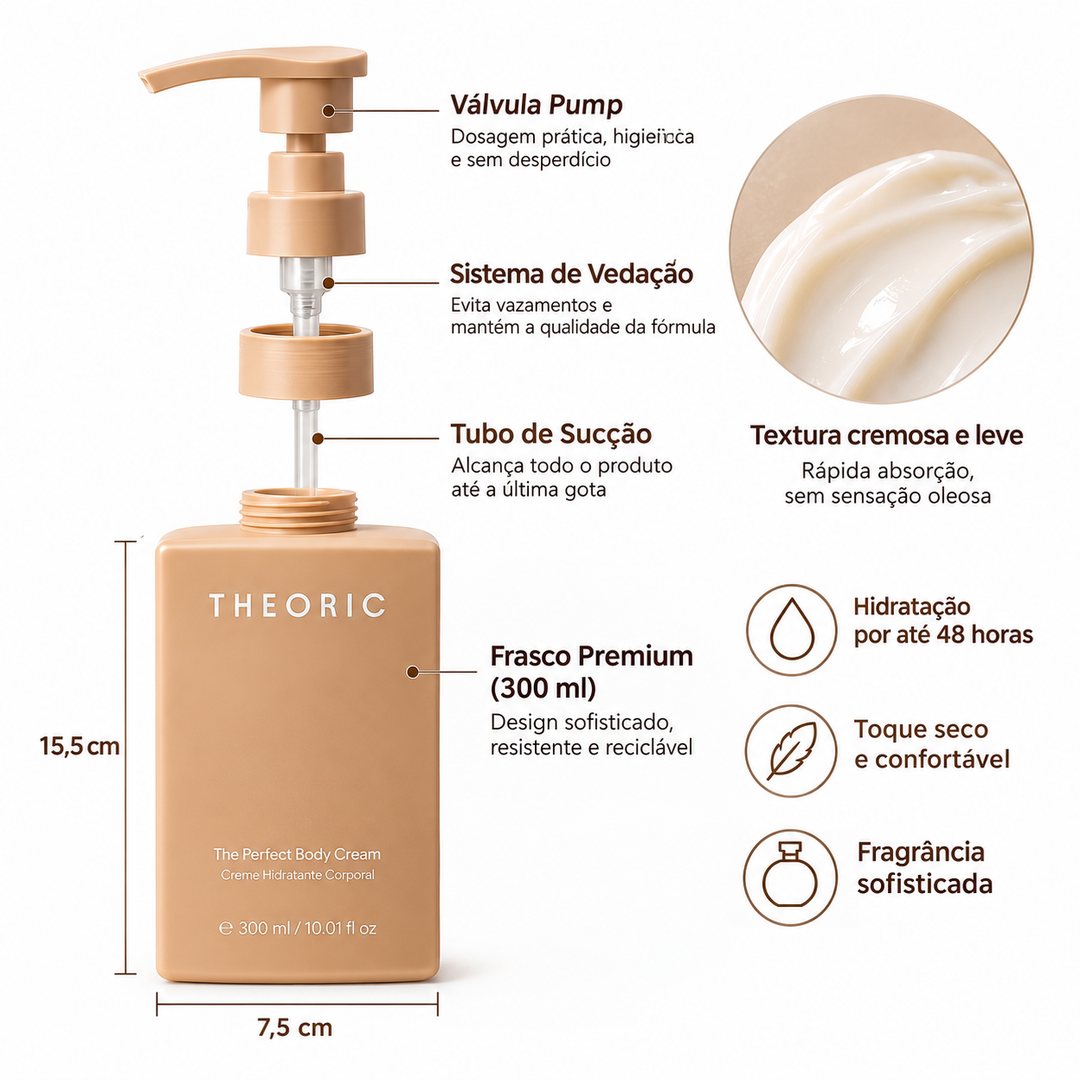 Válvula Pump
Dosagem prática,
e sem desperdício
Sistema de Vedação
Evita vazamentos e
mantém a qualidade da fórmula
Tubo de Sucção
Alcança todo o produto
até a última gota
Textura cremosa e leve
Rápida absorção,
sem sensação oleosa
THEORIC
Frasco Premium
(300 ml)
Design sofisticado,
resistente e reciclável
15,5 cm
The Perfect Body Cream
Creme Hidratante Corporal
℮ 300 ml / 10.01 fl oz
7,5 cm
Hidratação
por até 48 horas
Toque seco
e confortável
Fragrância
sofisticada